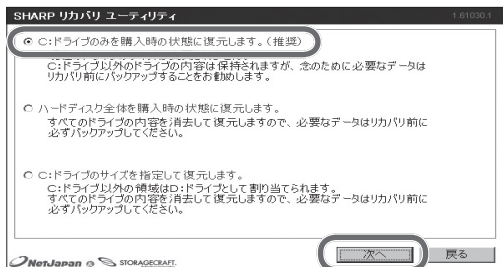 SHARP リカバリ ユーティリティ
1.61030.1
C:ドライブのみを購入時の状態に復元します。(推奨)
C:ドライブ以外のドライブの内容は保持されますが、念のために必要なデータは
リカバリ前にバックアップすることをお勧めします。
ハードディスク全体を購入時の状態に復元します。
すべてのドライブの内容を消去して復元しますので、必要なデータはリカバリ前に
必ずバックアップしてください。
C:ドライブのサイズを指定して復元します。
C:ドライブ以外の領域はD:ドライブとして割り当てられます。
すべてのドライブの内容を消去して復元しますので、必要なデータはリカバリ前に
必ずバックアップしてください。
次へ
戻る
NetJapan
STORAGECRAFT.